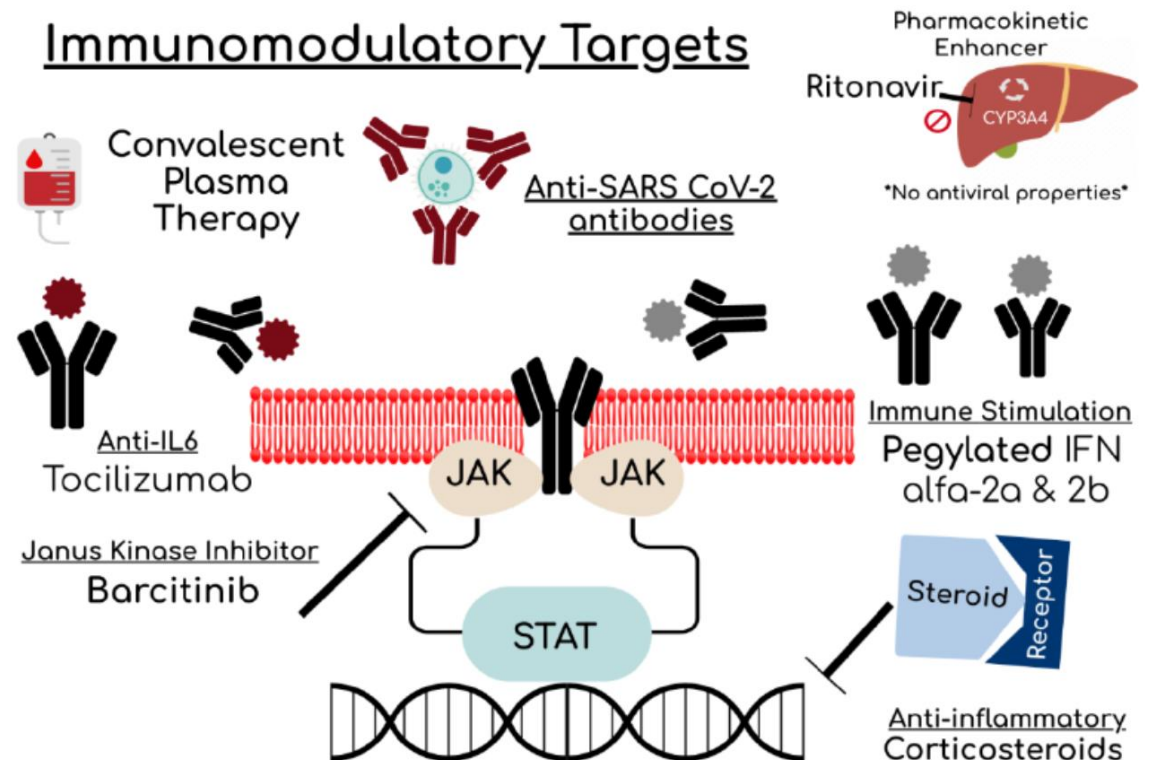 Immunomodulatory Targets
Pharmacokinetic
Enhancer
Ritonavir
CYP3A4
*No antiviral properties*
Convalescent
Plasma
Therapy
Anti-SARS CoV-2
antibodies
Anti-IL6
Tocilizumab
Immune Stimulation
Pegylated IFN
alfa-2a & 2b
JAK
JAK
Janus Kinase Inhibitor
Barcitinib
STAT
Steroid
Receptor
Anti-inflammatory
Corticosteroids